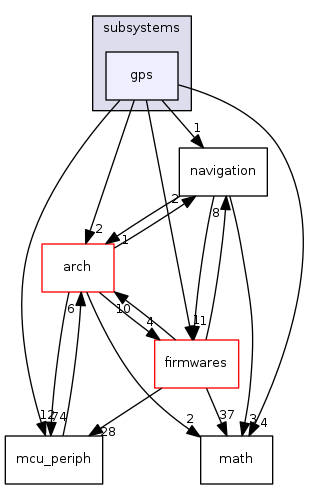 subsystems
gps
1
navigation
2
8
2
1
arch
6
10
4
11
firmwares
12
74
28
2
37
3
4
mcu_periph
math